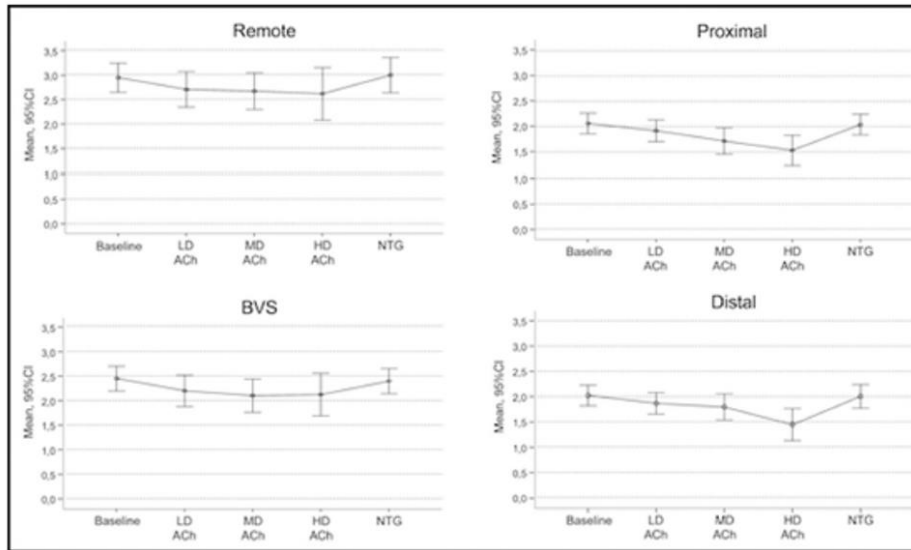 Remote
Mean, 95%CI
3,5
3,0
2,5
2,0
1,5
1,0
0,5
0,0
Baseline
LD ACh
MD ACh
HD ACh
NTG
Proximal
Mean, 95%CI
3,5
3,0
2,5
2,0
1,5
1,0
0,5
0,0
Baseline
LD ACh
MD ACh
HD ACh
NTG
BVS
Mean, 95%CI
3,5
3,0
2,5
2,0
1,5
1,0
0,5
0,0
Baseline
LD ACh
MD ACh
HD ACh
NTG
Distal
Mean, 95%CI
3,5
3,0
2,5
2,0
1,5
1,0
0,5
0,0
Baseline
LD ACh
MD ACh
HD ACh
NTG